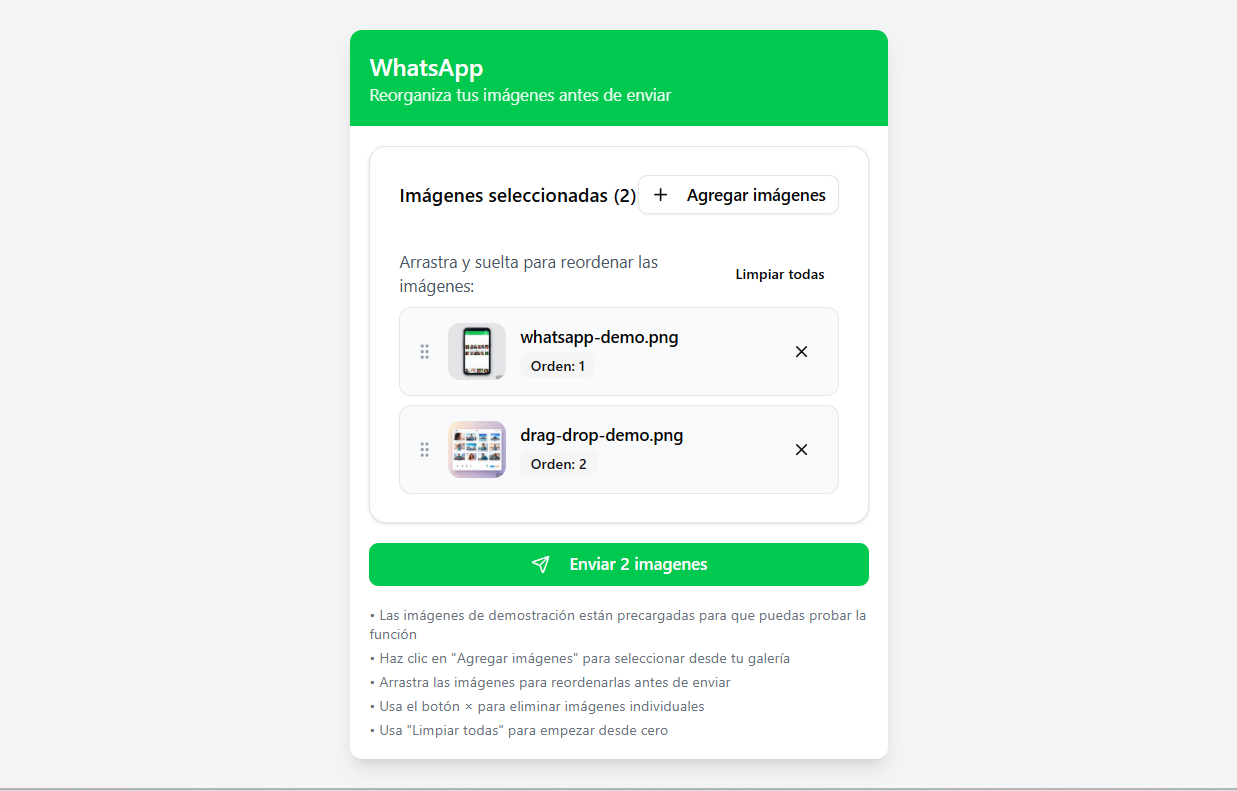 WhatsApp
Reorganiza tus imágenes antes de enviar
Imágenes seleccionadas (2)
+ Agregar imágenes
Arrastra y suelta para reordenar las
imágenes:
Limpiar todas
whatsapp-demo.png
Orden: 1
drag-drop-demo.png
Orden: 2
Enviar 2 imagenes
• Las imágenes de demostración están precargadas para que puedas probar la
función
• Haz clic en "Agregar imágenes" para seleccionar desde tu galería
• Arrastra las imágenes para reordenarlas antes de enviar
• Usa el botón × para eliminar imágenes individuales
• Usa "Limpiar todas" para empezar desde cero